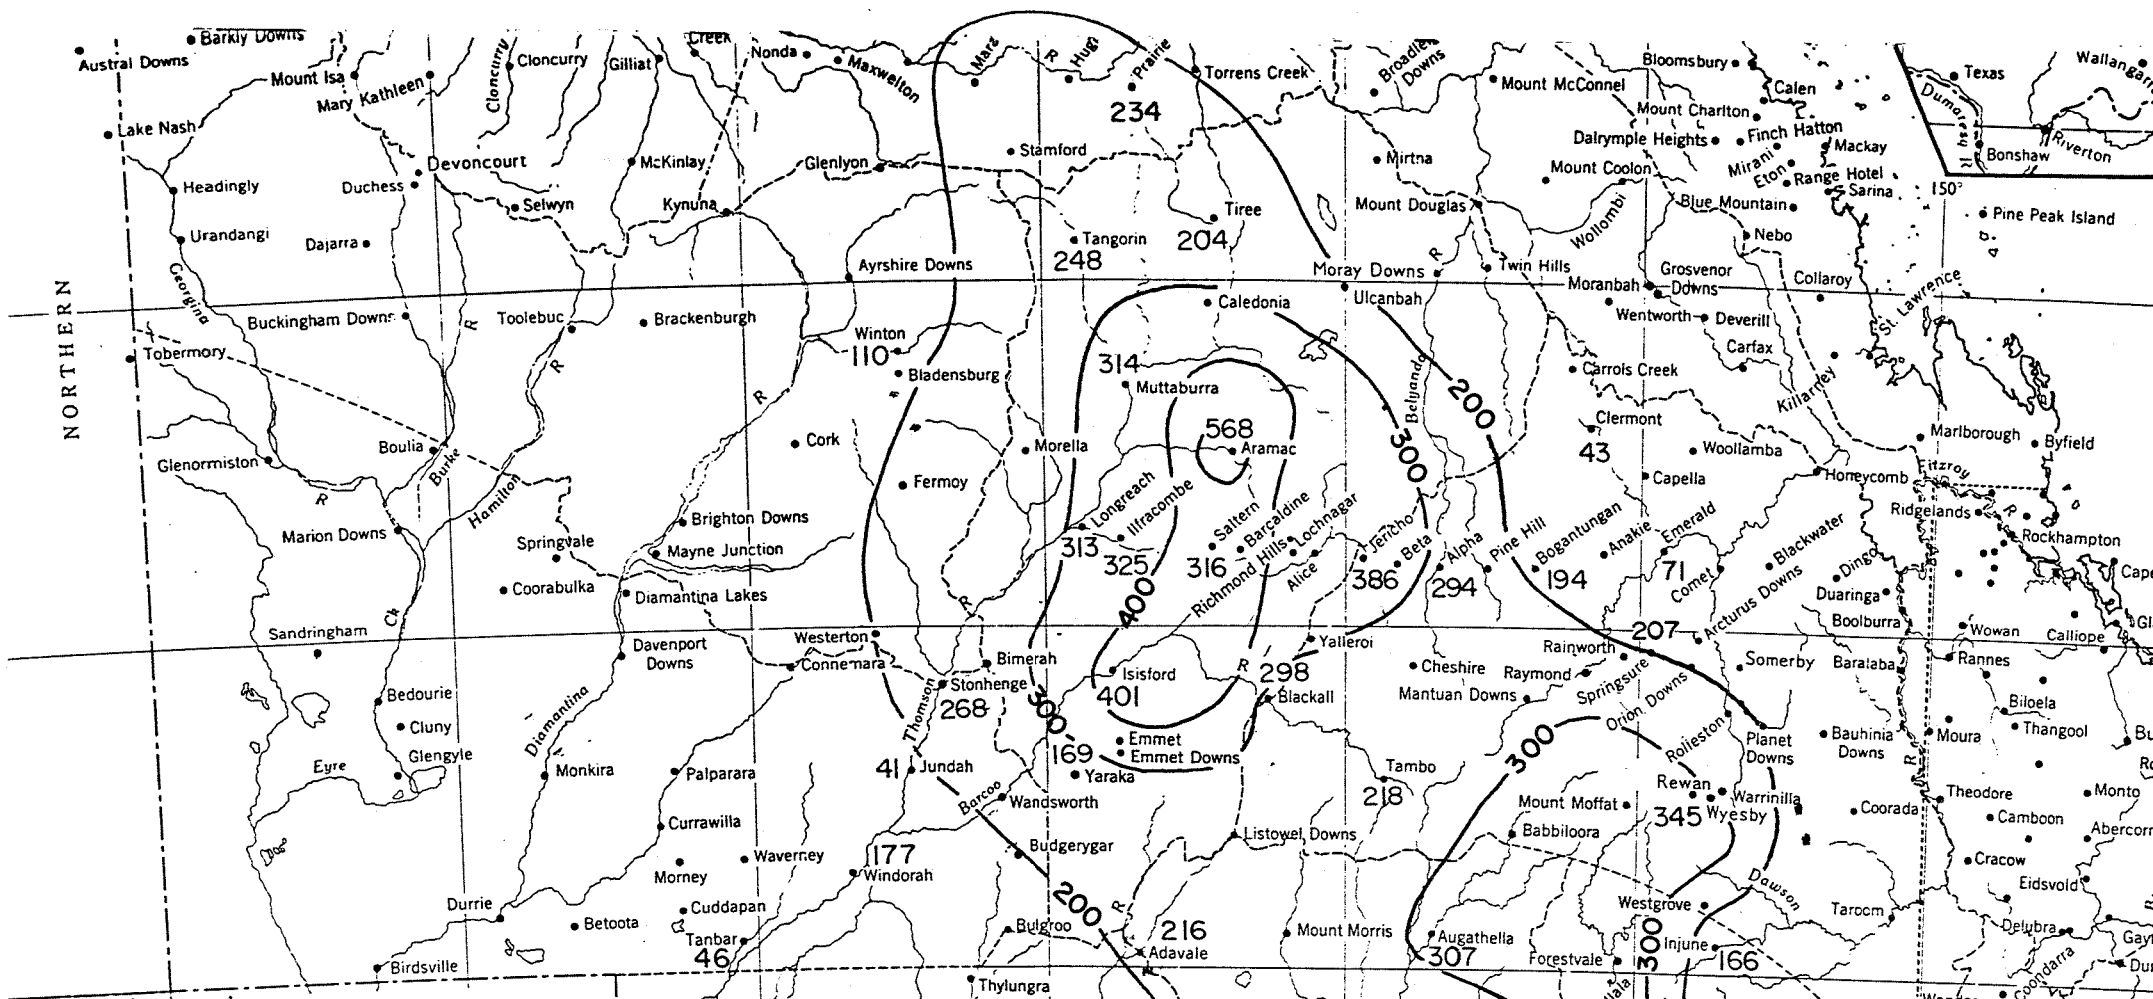 Barkly Downs
Austral Downs
Mount Isa
Mary Kathleen
Cloncurry
Cloncurry
Gilliat
Creek
Nonda
Maxwelton
Marg
R
Hugi
Prairie
234
Torrens Creek
Broadley
Downs
Mount McConnel
Bloomsbury
Calen
Mount Charlton
Texas
Wallangar
Dumaresq R
Bonshaw
Riverton
Lake Nash
Devoncourt
Duchess
McKinlay
Glenlyon
Stamford
Mirtna
Dalrymple Heights
Finch Hatton
Mackay
Mirani
Eton
Range Hotel
Sarina
150°
Headingly
Selwyn
Kynuna
Mount Coolon
Mount Douglas
Wollombi
Blue Mountain
Pine Peak Island
Urandangi
Dajarra
Tiree
204
Tangorin
248
Nebo
Georgina
Ayrshire Downs
Moray Downs
R
Twin Hills
Moranbah
Grosvenor
Downs
Collaroy
St. Lawrence
NORTHERN
Buckingham Downs
R
Toolebuc
Brackenburgh
Caledonia
Ulcanbah
Wentworth
Deverill
Carfax
Tobermory
Winton
110
Bladensburg
R
R
314
Muttaburra
Belyando
200
Carrols Creek
Killarney
Clermont
43
Boulia
Burke
Cork
Morella
568
Aramac
300
Woollamba
Marlborough
Byfield
Glenormiston
R
Hamilton
Fermoy
Longreach
313
Ilfracombe
325
Saltern
Barcaldine
316
Richmond Hills
Lochnagar
Alice
Jericho
386
Beta
Alpha
294
Pine Hill
Bogantungan
194
Anakie
Emerald
71
Capella
Honeycomb
Fitzroy
R
Ridgelands
Rockhampton
Marion Downs
Brighton Downs
Springvale
Mayne Junction
Coorabulka
Diamantina Lakes
R
400
Comet
Blackwater
Arcturus Downs
Dingo
Duaringa
Cape
Boolburra
Wowan
Calliope
Gl
Ck
Sandringham
Davenport
Downs
Westerton
Connemara
Bimerah
Stonhenge
268
Thomson
300
Isisford
401
R
298
Yalleroi
Blackall
Cheshire
Mantuan Downs
Rainworth
207
Raymond
Springsure
Orion Downs
Somerby
Baralaba
Rannes
Bedourie
Cluny
Glengyle
Eyre
Diamantina
Monkira
Palparara
41
Jundah
Barcoo
Wandsworth
169
Yaraka
Emmet
Emmet Downs
Tambo
218
300
Rolleston
Planet
Downs
Bauhinia
Downs
Moura
R
Biloela
Thangool
Bu
Currawilla
Mount Moffat
Rewan
345
Warrinilla
Wyesby
Coorada
Theodore
Monto
Camboon
Abercorn
Morney
Waverney
177
Windorah
Budgerygar
Listowel Downs
Babbiloora
Cracow
Eidsvold
Durrie
Betoota
Cuddapan
Tanbar
46
200
R
Bulgroo
216
Adavale
Mount Morris
Augathella
307
Westgrove
Dawson
Taroom
Delubra
R
Birdsville
Thylungra
Forestvale
300
Injune
166
Gay
Coondarra
Du